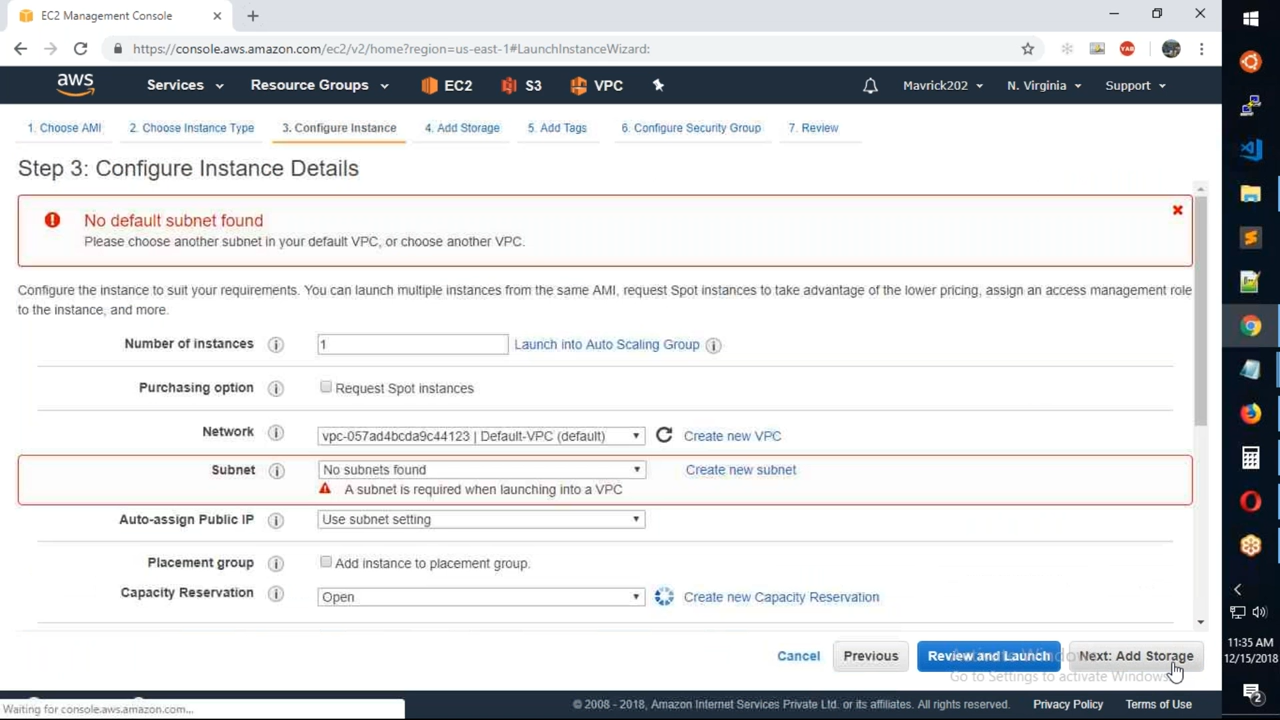 EC2 Management Console
https://console.aws.amazon.com/ec2/v2/home?region=us-east-1#LaunchInstanceWizard:
aws Services Resource Groups EC2 S3 VPC Mavrick202 N. Virginia Support
1. Choose AMI 2. Choose Instance Type 3. Configure Instance 4. Add Storage 5. Add Tags 6. Configure Security Group 7. Review
Step 3: Configure Instance Details
No default subnet found
Please choose another subnet in your default VPC, or choose another VPC.
Configure the instance to suit your requirements. You can launch multiple instances from the same AMI, request Spot instances to take advantage of the lower pricing, assign an access management role
to the instance, and more.
Number of instances 1 Launch into Auto Scaling Group
Purchasing option Request Spot instances
Network vpc-057ad4bcda9c44123 | Default-VPC (default) Create new VPC
Subnet No subnets found Create new subnet
A subnet is required when launching into a VPC
Auto-assign Public IP Use subnet setting
Placement group Add instance to placement group.
Capacity Reservation Open Create new Capacity Reservation
Cancel Previous Review and Launch Next: Add Storage
Activate Windows
Go to Settings to activate Windows.
Waiting for console.aws.amazon.com...
© 2008 - 2018, Amazon Internet Services Private Ltd. or its affiliates. All rights reserved. Privacy Policy Terms of Use
YAB
11:35 AM
12/15/2018
2